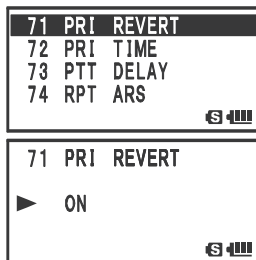 71 PRI REVERT
72 PRI TIME
73 PTT DELAY
74 RPT ARS
S
71 PRI REVERT
ON
S